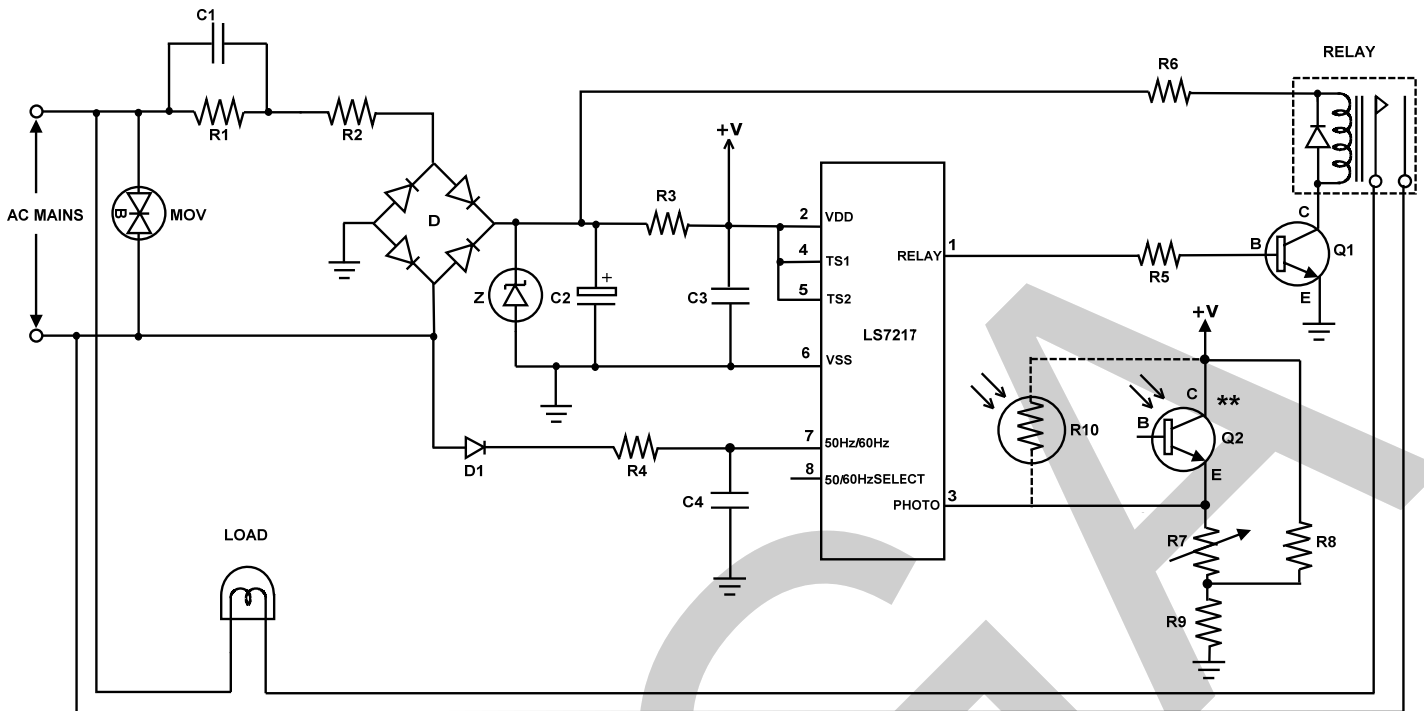 C1
RELAY
R6
R1
R2
+V
AC MAINS
B
MOV
D
R3
2
VDD
4
TS1
5
TS2
RELAY
1
R5
B
C
Q1
E
Z
+
C2
C3
LS7217
6
VSS
+V
C
**
B
Q2
E
R10
7
50Hz/60Hz
8
50/60HzSELECT
PHOTO
3
D1
R4
C4
R7
R8
R9
LOAD